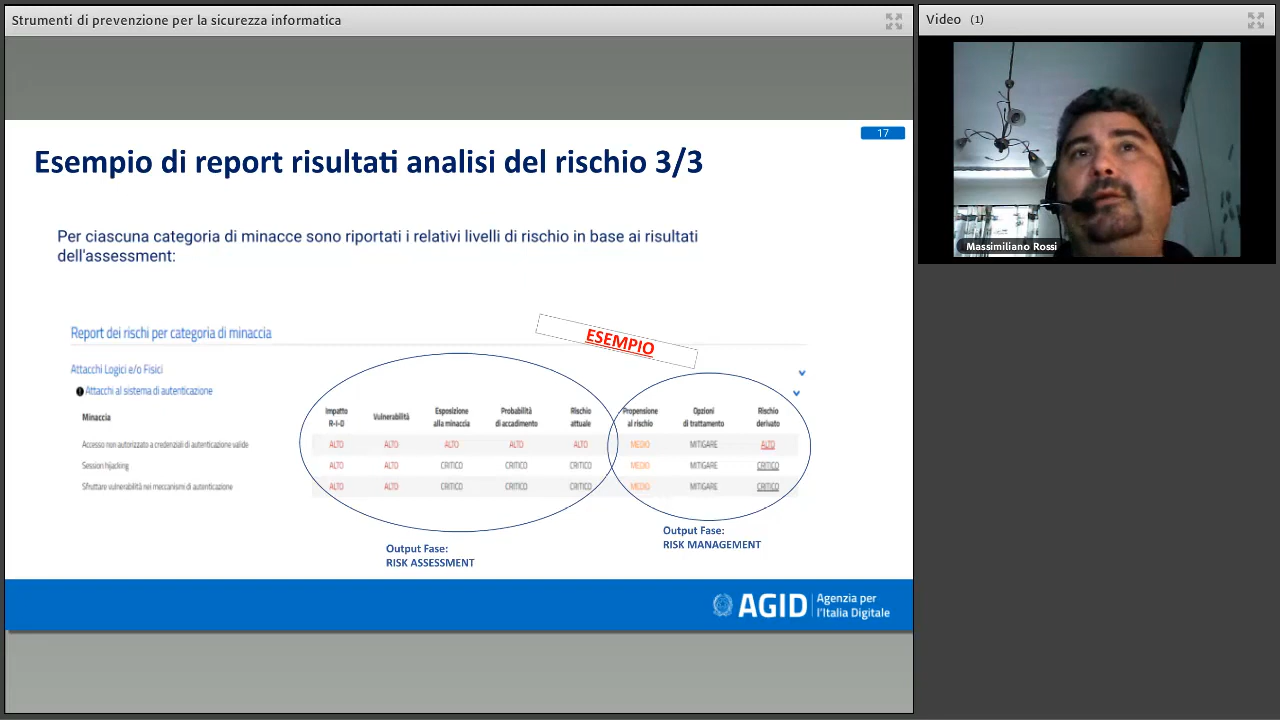 Strumenti di prevenzione per la sicurezza informatica
Video (1)
Massimiliano Rossi
17
Esempio di report risultati analisi del rischio 3/3
Per ciascuna categoria di minacce sono riportati i relativi livelli di rischio in base ai risultati
dell'assessment:
Report dei rischi per categoria di minaccia
ESEMPIO
Attacchi Logici e/o Fisici
Attacchi al sistema di autenticazione
Minaccia Impatto R-I-D Vulnerabilità Esposizione alla minaccia Probabilità di accadimento Rischio attuale Propensione al rischio Opzioni di trattamento Rischio derivato
Accesso non autorizzato a credenziali di autenticazione valide ALTO ALTO ALTO ALTO ALTO MEDIO MITIGARE ALTO
Session hijacking ALTO ALTO CRITICO CRITICO CRITICO MEDIO MITIGARE CRITICO
Sfruttare vulnerabilità nei meccanismi di autenticazione ALTO ALTO CRITICO CRITICO CRITICO MEDIO MITIGARE CRITICO
Output Fase:
RISK ASSESSMENT
Output Fase:
RISK MANAGEMENT
AGID
Agenzia per
l'Italia Digitale